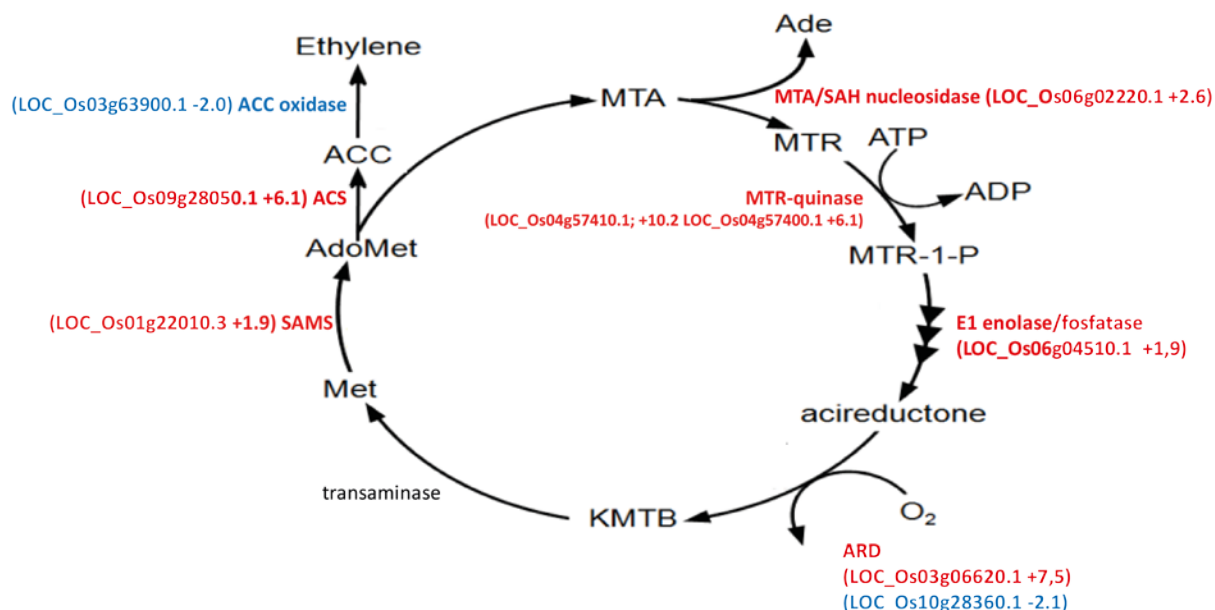 Ade
Ethylene
(LOC_Os03g63900.1 -2.0) ACC oxidase
MTA
MTA/SAH nucleosidase (LOC_Os06g02220.1 +2.6)
MTR
ATP
ACC
(LOC_Os09g28050.1 +6.1) ACS
MTR-quinase
(LOC_Os04g57410.1; +10.2 LOC_Os04g57400.1 +6.1)
ADP
AdoMet
MTR-1-P
(LOC_Os01g22010.3 +1.9) SAMS
E1 enolase/fosfatase
(LOC_Os06g04510.1 +1,9)
Met
acireductone
transaminase
KMTB
O2
ARD
(LOC_Os03g06620.1 +7,5)
(LOC_Os10g28360.1 -2.1)